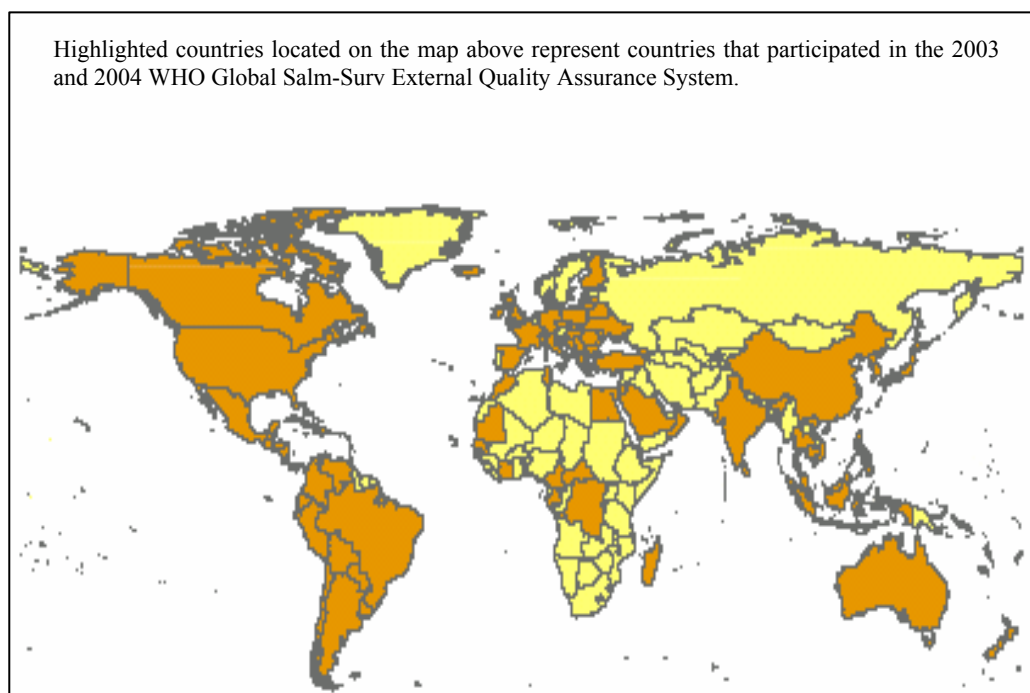 Highlighted countries located on the map above represent countries that participated in the 2003
and 2004 WHO Global Salm-Surv External Quality Assurance System.